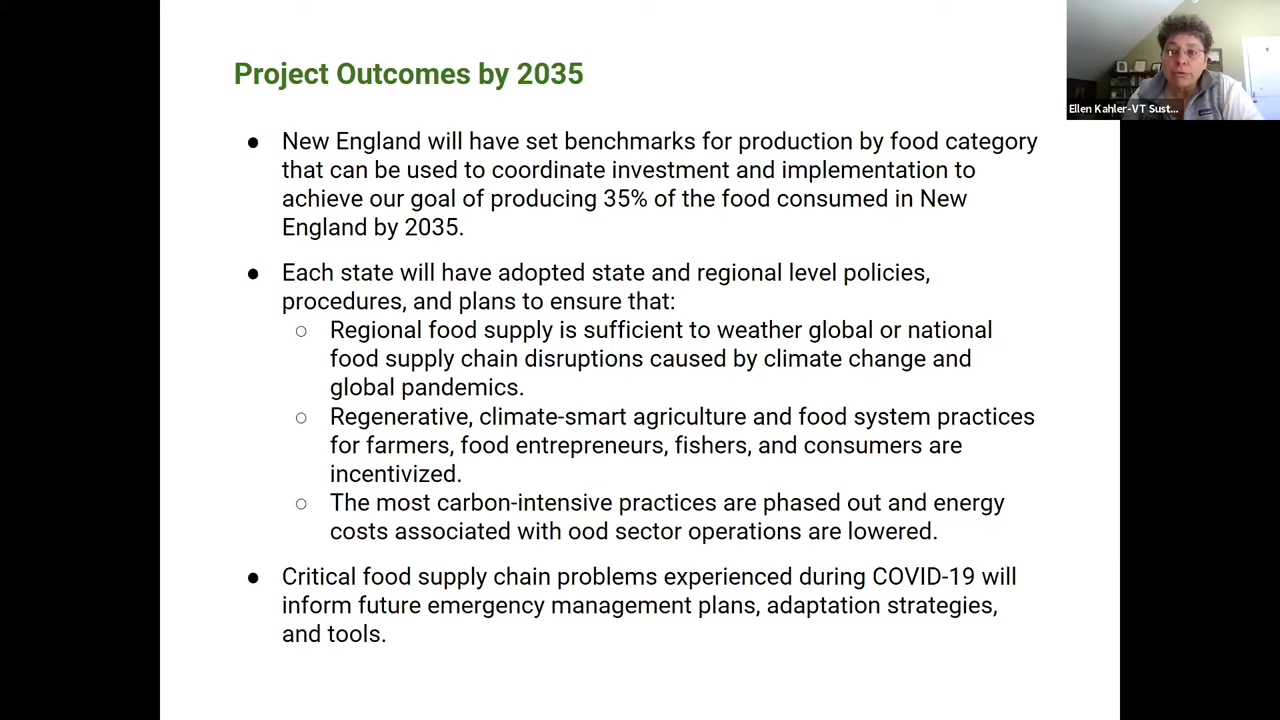 Project Outcomes by 2035
Ellen Kahler-VT Sust...
● New England will have set benchmarks for production by food category
that can be used to coordinate investment and implementation to
achieve our goal of producing 35% of the food consumed in New
England by 2035.
● Each state will have adopted state and regional level policies,
procedures, and plans to ensure that:
○ Regional food supply is sufficient to weather global or national
food supply chain disruptions caused by climate change and
global pandemics.
○ Regenerative, climate-smart agriculture and food system practices
for farmers, food entrepreneurs, fishers, and consumers are
incentivized.
○ The most carbon-intensive practices are phased out and energy
costs associated with ood sector operations are lowered.
● Critical food supply chain problems experienced during COVID-19 will
inform future emergency management plans, adaptation strategies,
and tools.